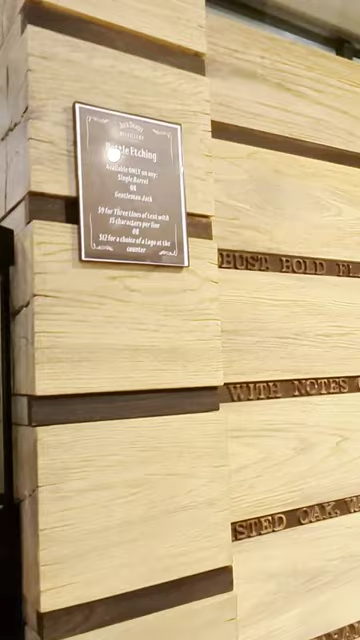 Jack Daniel's
DISTILLERY
Bottle Etching
Available ONLY on any:
Single Barrel
OR
Gentleman Jack
$9 for Three lines of text with
15 characters per line
OR
$12 for a choice of a Logo at the
counter
OBUST, BOLD FL
WITH NOTES
STED OAK,